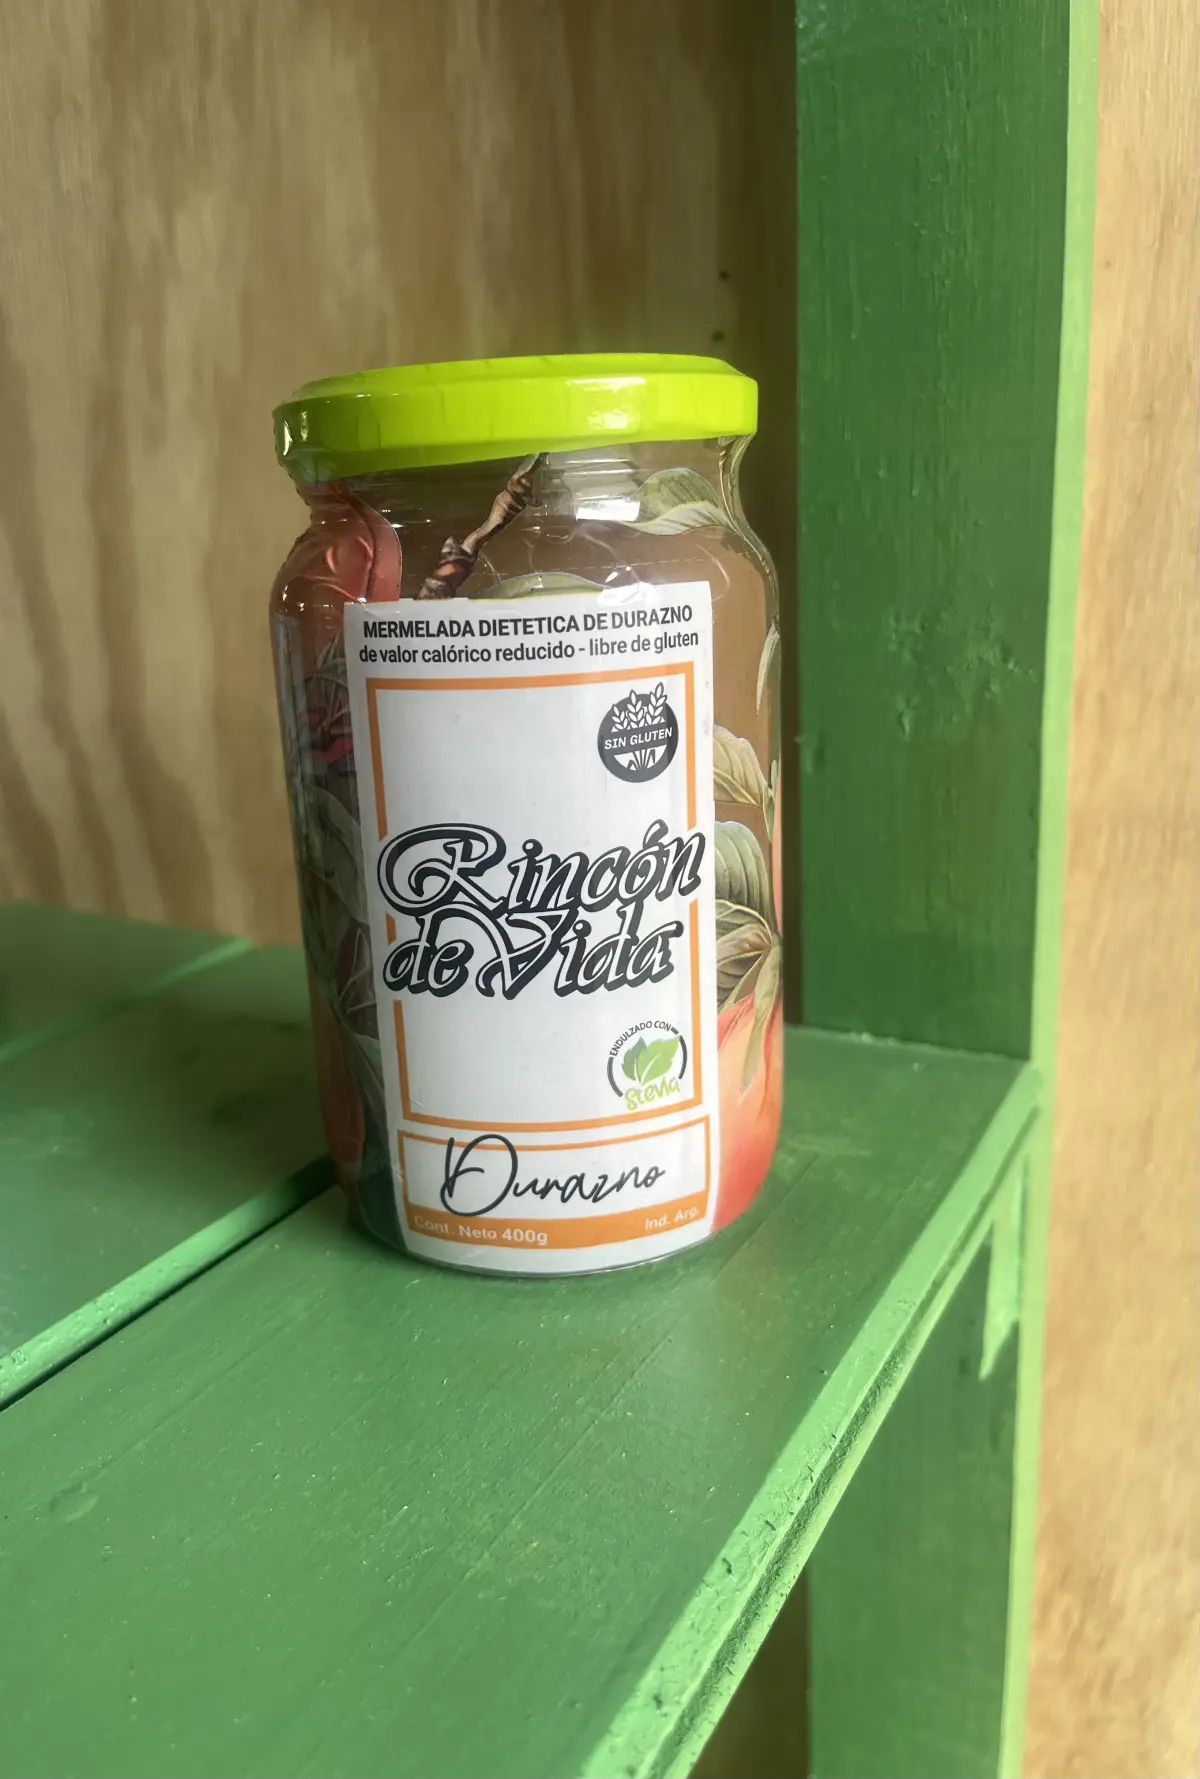 MERMELADA DIETETICA DE DURAZNO
de valor calórico reducido - libre de gluten
SIN GLUTEN
Rincón
de Vida
ENDULZADO CON
stevia
Durazno
Cont. Neto 400g
Ind. Arg.